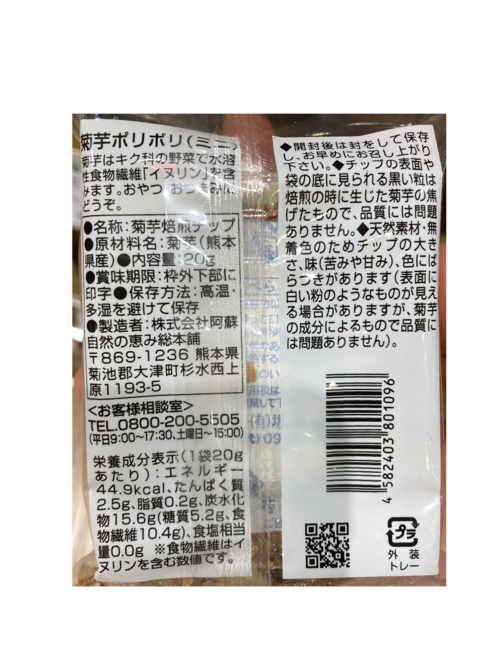 菊芋ポリポリ(ミニ)
菊芋はキク科の野菜で水溶
性食物繊維「イヌリン」を含
みます。おやつ、おつまみに
どうぞ。
●名称:菊芋焙煎チップ
●原材料名:菊芋(熊本
県産)●内容量:20g
●賞味期限:枠外下部に
印字●保存方法:高温・
多湿を避けて保存
●製造者:株式会社阿蘇
自然の恵み総本舗
〒869-1236 熊本県
菊池郡大津町杉水西上
原1193-5
<お客様相談室>
TEL.0800-200-5505
(平日9:00~17:30、土曜日~15:00)
栄養成分表示(1袋20g
あたり):エネルギー
44.9kcal、たんぱく質
2.5g、脂質0.2g、炭水化
物15.6g(糖質5.2g、食
物繊維10.4g)、食塩相当
量0.0g ※食物繊維はイ
ヌリンを含む数値です。
◆開封後は封をして保存
し、お早めにお召し上がり
下さい。◆チップの表面や
袋の底に見られる黒い粒は
焙煎の時に生じた菊芋の焦
げたもので、品質には問題
ありません。◆天然素材・無
着色のためチップの大き
さ、味(苦みや甘み)、色にば
らつきがあります(表面に
白い粉のようなものが見え
る場合がありますが、菊芋
の成分によるもので品質に
は問題ありません)。
4 582403 801096
プラ
外 装
トレー